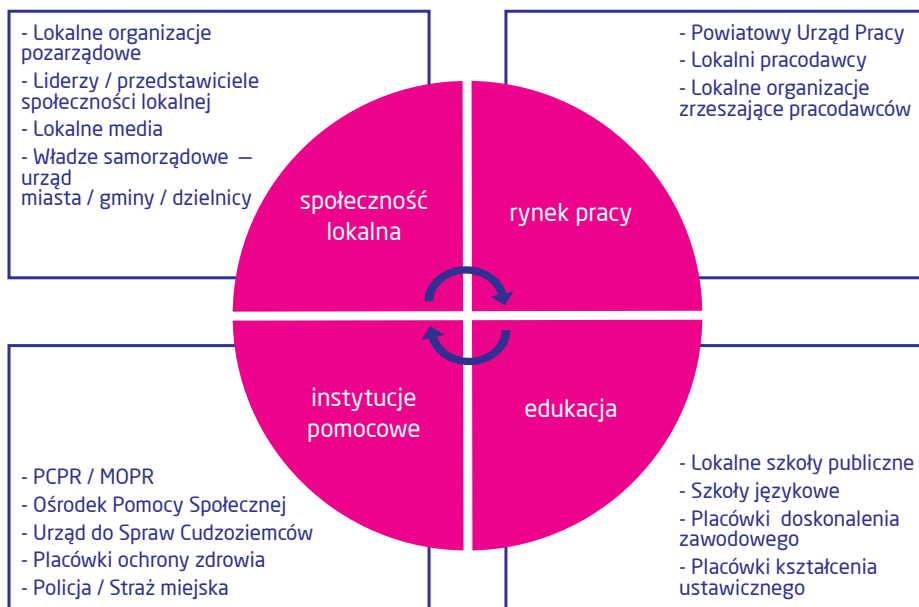 - Lokalne organizacje
pozarządowe
- Liderzy / przedstawiciele
społeczności lokalnej
- Lokalne media
- Władze samorządowe —
urząd
miasta / gminy / dzielnicy
- Powiatowy Urząd Pracy
- Lokalni pracodawcy
- Lokalne organizacje
zrzeszające pracodawców
społeczność
lokalna
rynek pracy
instytucje
pomocowe
edukacja
- PCPR / MOPR
- Ośrodek Pomocy Społecznej
- Urząd do Spraw Cudzoziemców
- Placówki ochrony zdrowia
- Policja / Straż miejska
- Lokalne szkoły publiczne
- Szkoły językowe
- Placówki doskonalenia
zawodowego
- Placówki kształcenia
ustawicznego